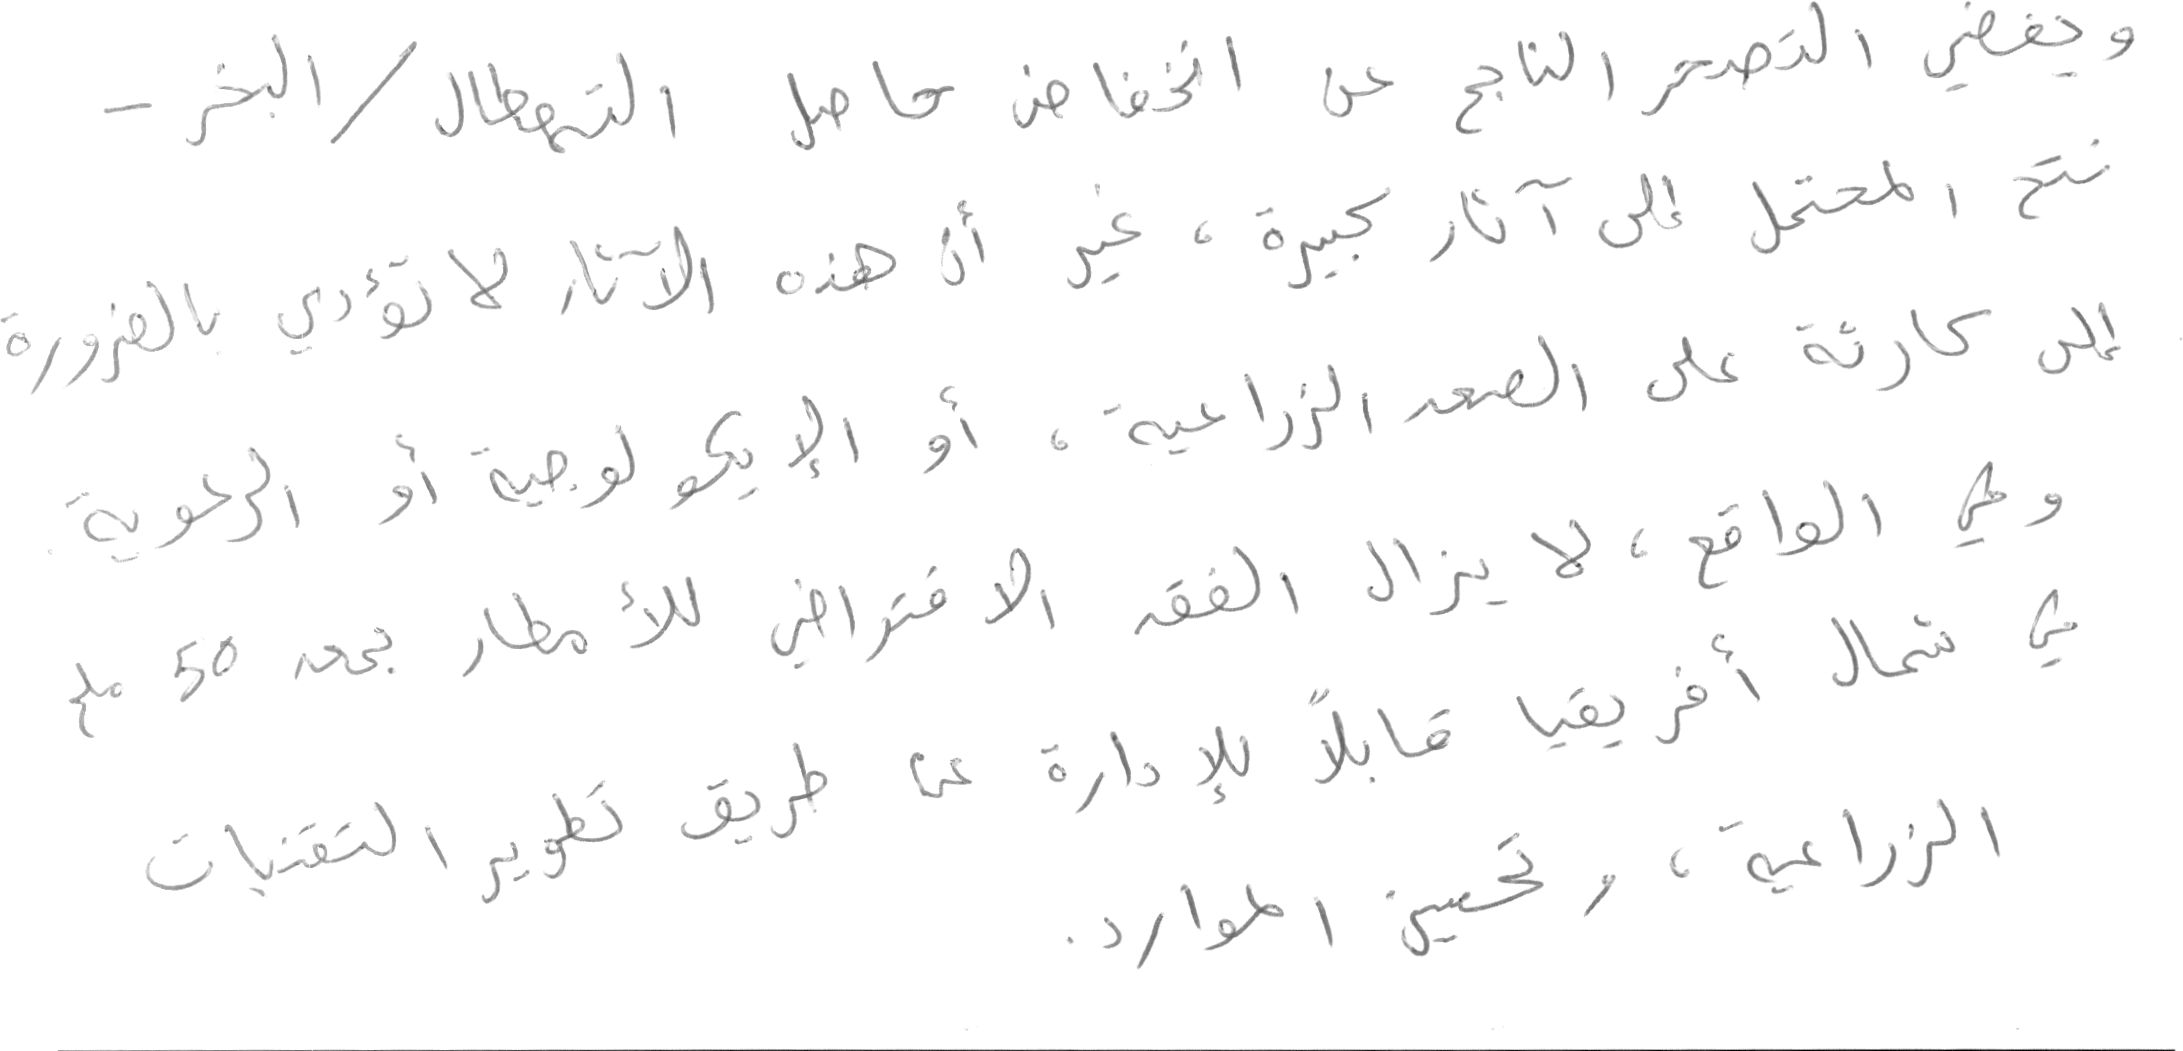 ويفضي التصحر الناجح عن انخفاض حاصل التهطال/البخر -
نتح المحتمل إلى آثار كبيرة، غير أن هذه الآثار لا تؤدي بالضرورة
إلى كارثة على الصعد الزراعية، أو الإيكولوجية أو الرعوية.
وفي الواقع، لا يزال الفقد الافتراضي للأمطار بحد 50 ملم
في شمال أفريقيا قابلاً للإدارة عن طريق تطوير التقنيات
الزراعية، وتحسين الموارد.